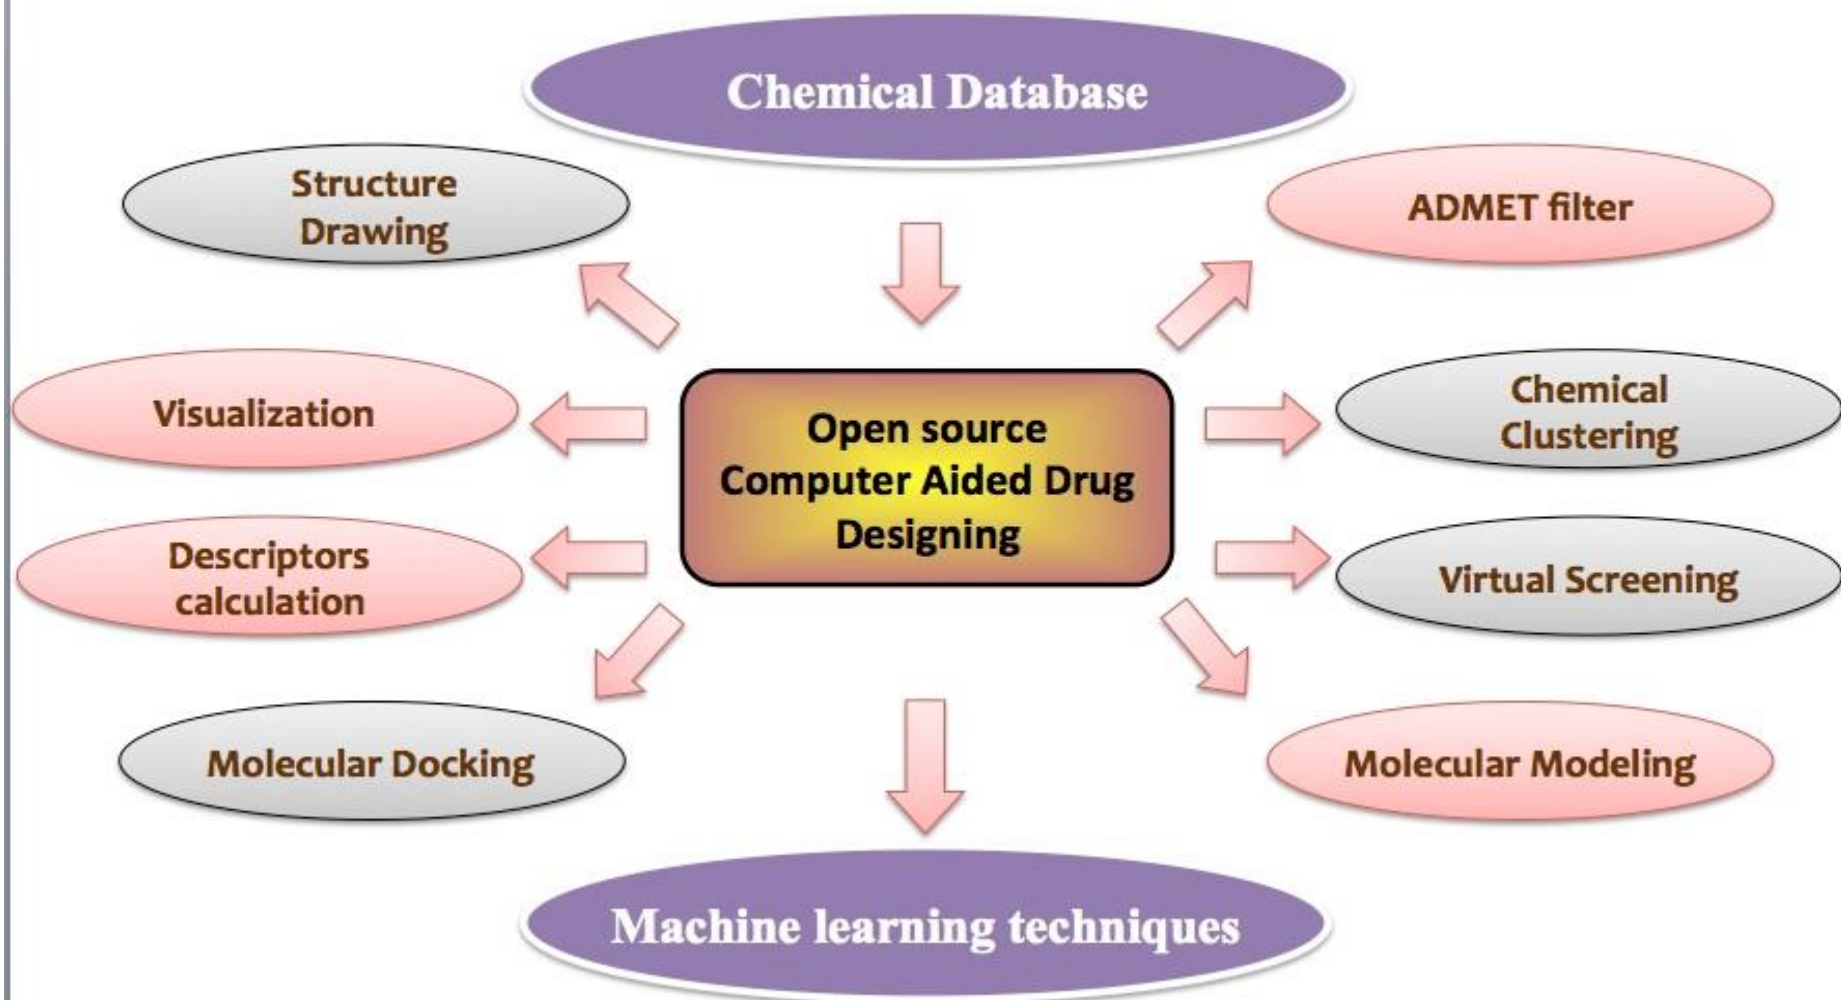 Chemical Database
Structure
Drawing
ADMET filter
Visualization
Open source
Computer Aided Drug
Designing
Chemical
Clustering
Descriptors
calculation
Virtual Screening
Molecular Docking
Molecular Modeling
Machine learning techniques